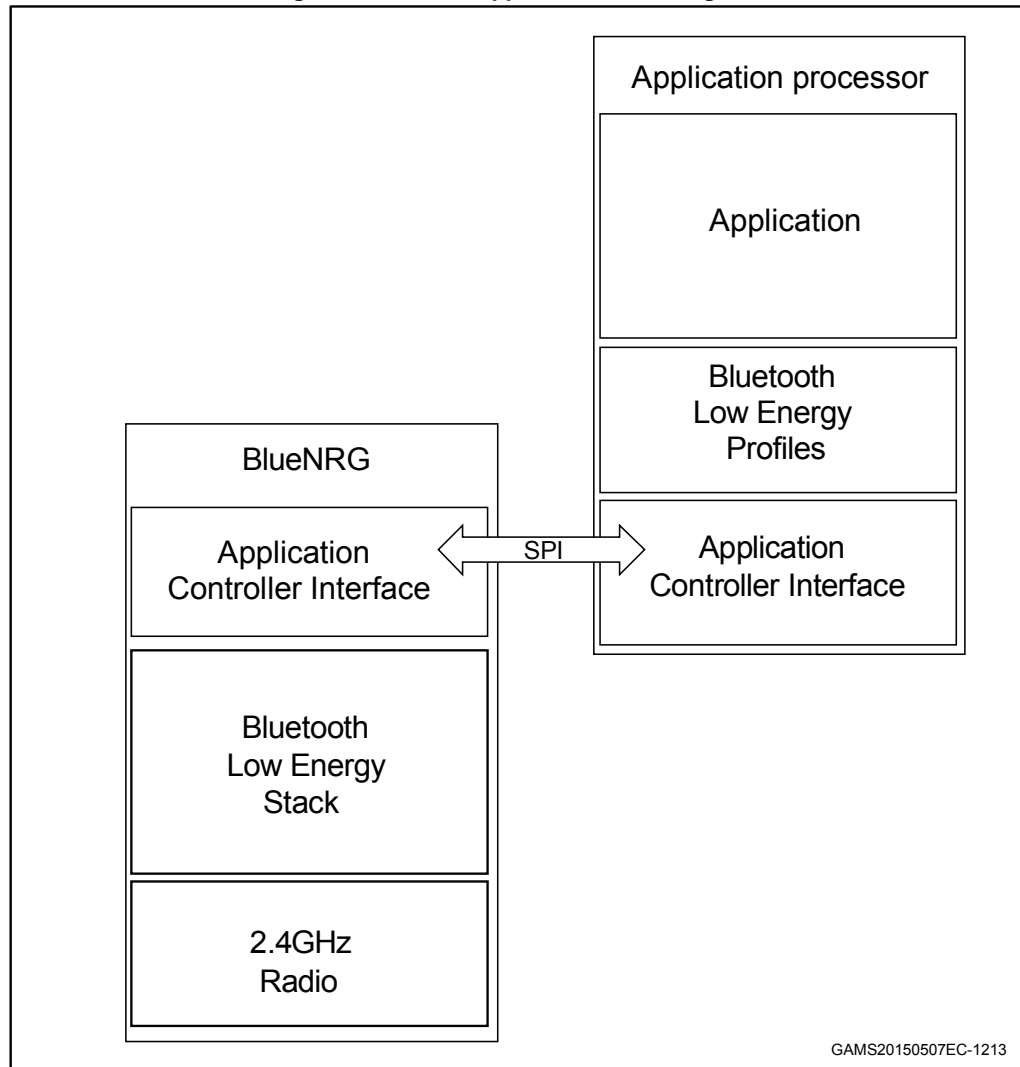 Application processor
Application
Bluetooth
Low Energy
Profiles
Application
Controller Interface
SPI
BlueNRG
Application
Controller Interface
Bluetooth
Low Energy
Stack
2.4GHz
Radio
GAMS20150507EC-1213